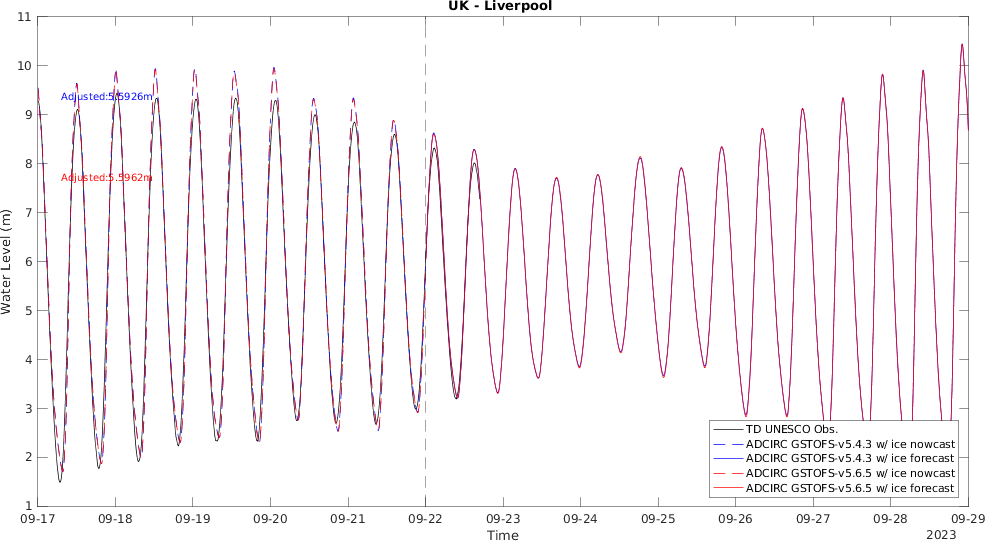 UK - Liverpool
11
10
9
8
7
6
5
4
3
2
1
Water Level (m)
Adjusted:5.5926m
Adjusted:5.5962m
TD UNESCO Obs.
ADCIRC GSTOFS-v5.4.3 w/ ice nowcast
ADCIRC GSTOFS-v5.4.3 w/ ice forecast
ADCIRC GSTOFS-v5.6.5 w/ ice nowcast
ADCIRC GSTOFS-v5.6.5 w/ ice forecast
09-17 09-18 09-19 09-20 09-21 09-22 09-23 09-24 09-25 09-26 09-27 09-28 09-29
Time
2023